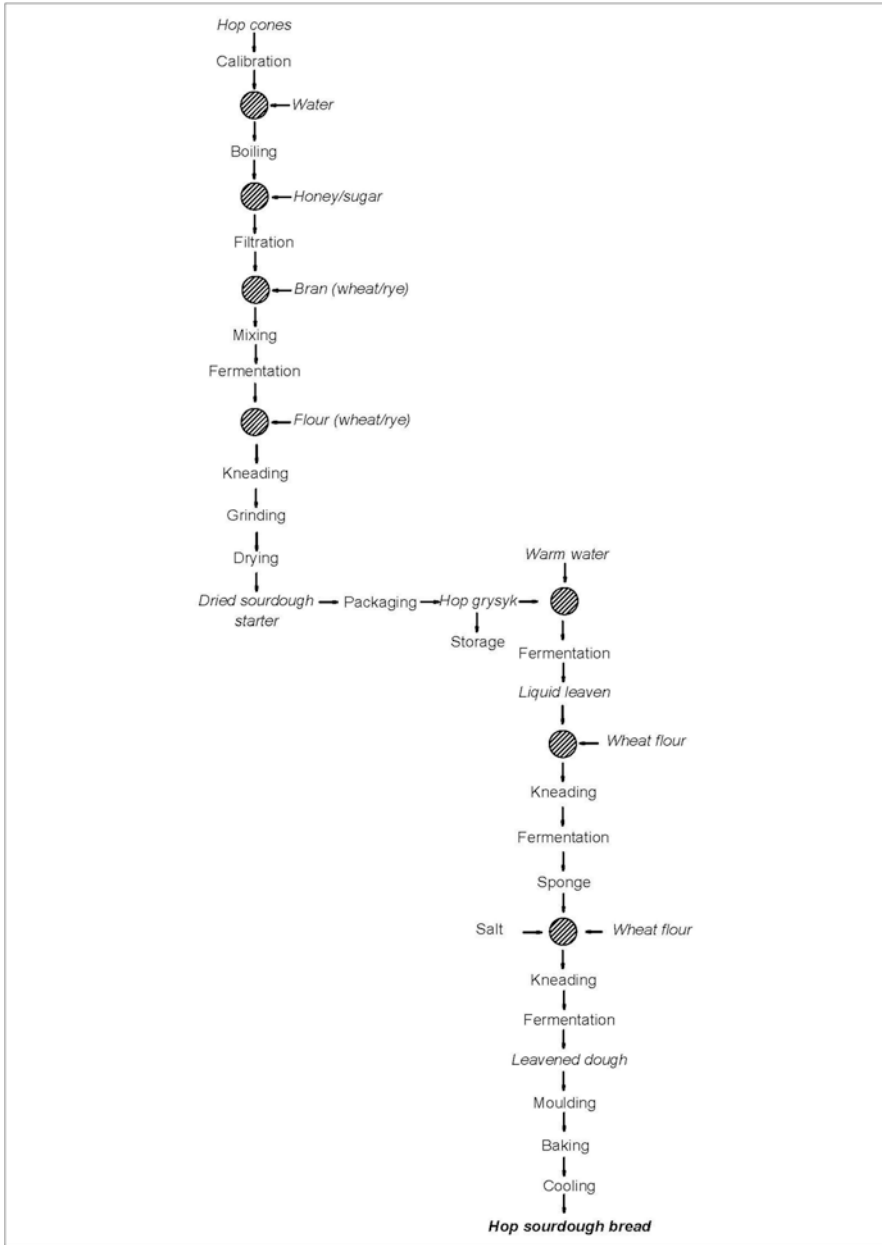 Hop cones
Calibration
Water
Boiling
Honey/sugar
Filtration
Bran (wheat/rye)
Mixing
Fermentation
Flour (wheat/rye)
Kneading
Grinding
Drying
Dried sourdough
starter
Packaging
Hop grysyk
Storage
Warm water
Fermentation
Liquid leaven
Wheat flour
Kneading
Fermentation
Sponge
Salt
Wheat flour
Kneading
Fermentation
Leavened dough
Moulding
Baking
Cooling
Hop sourdough bread